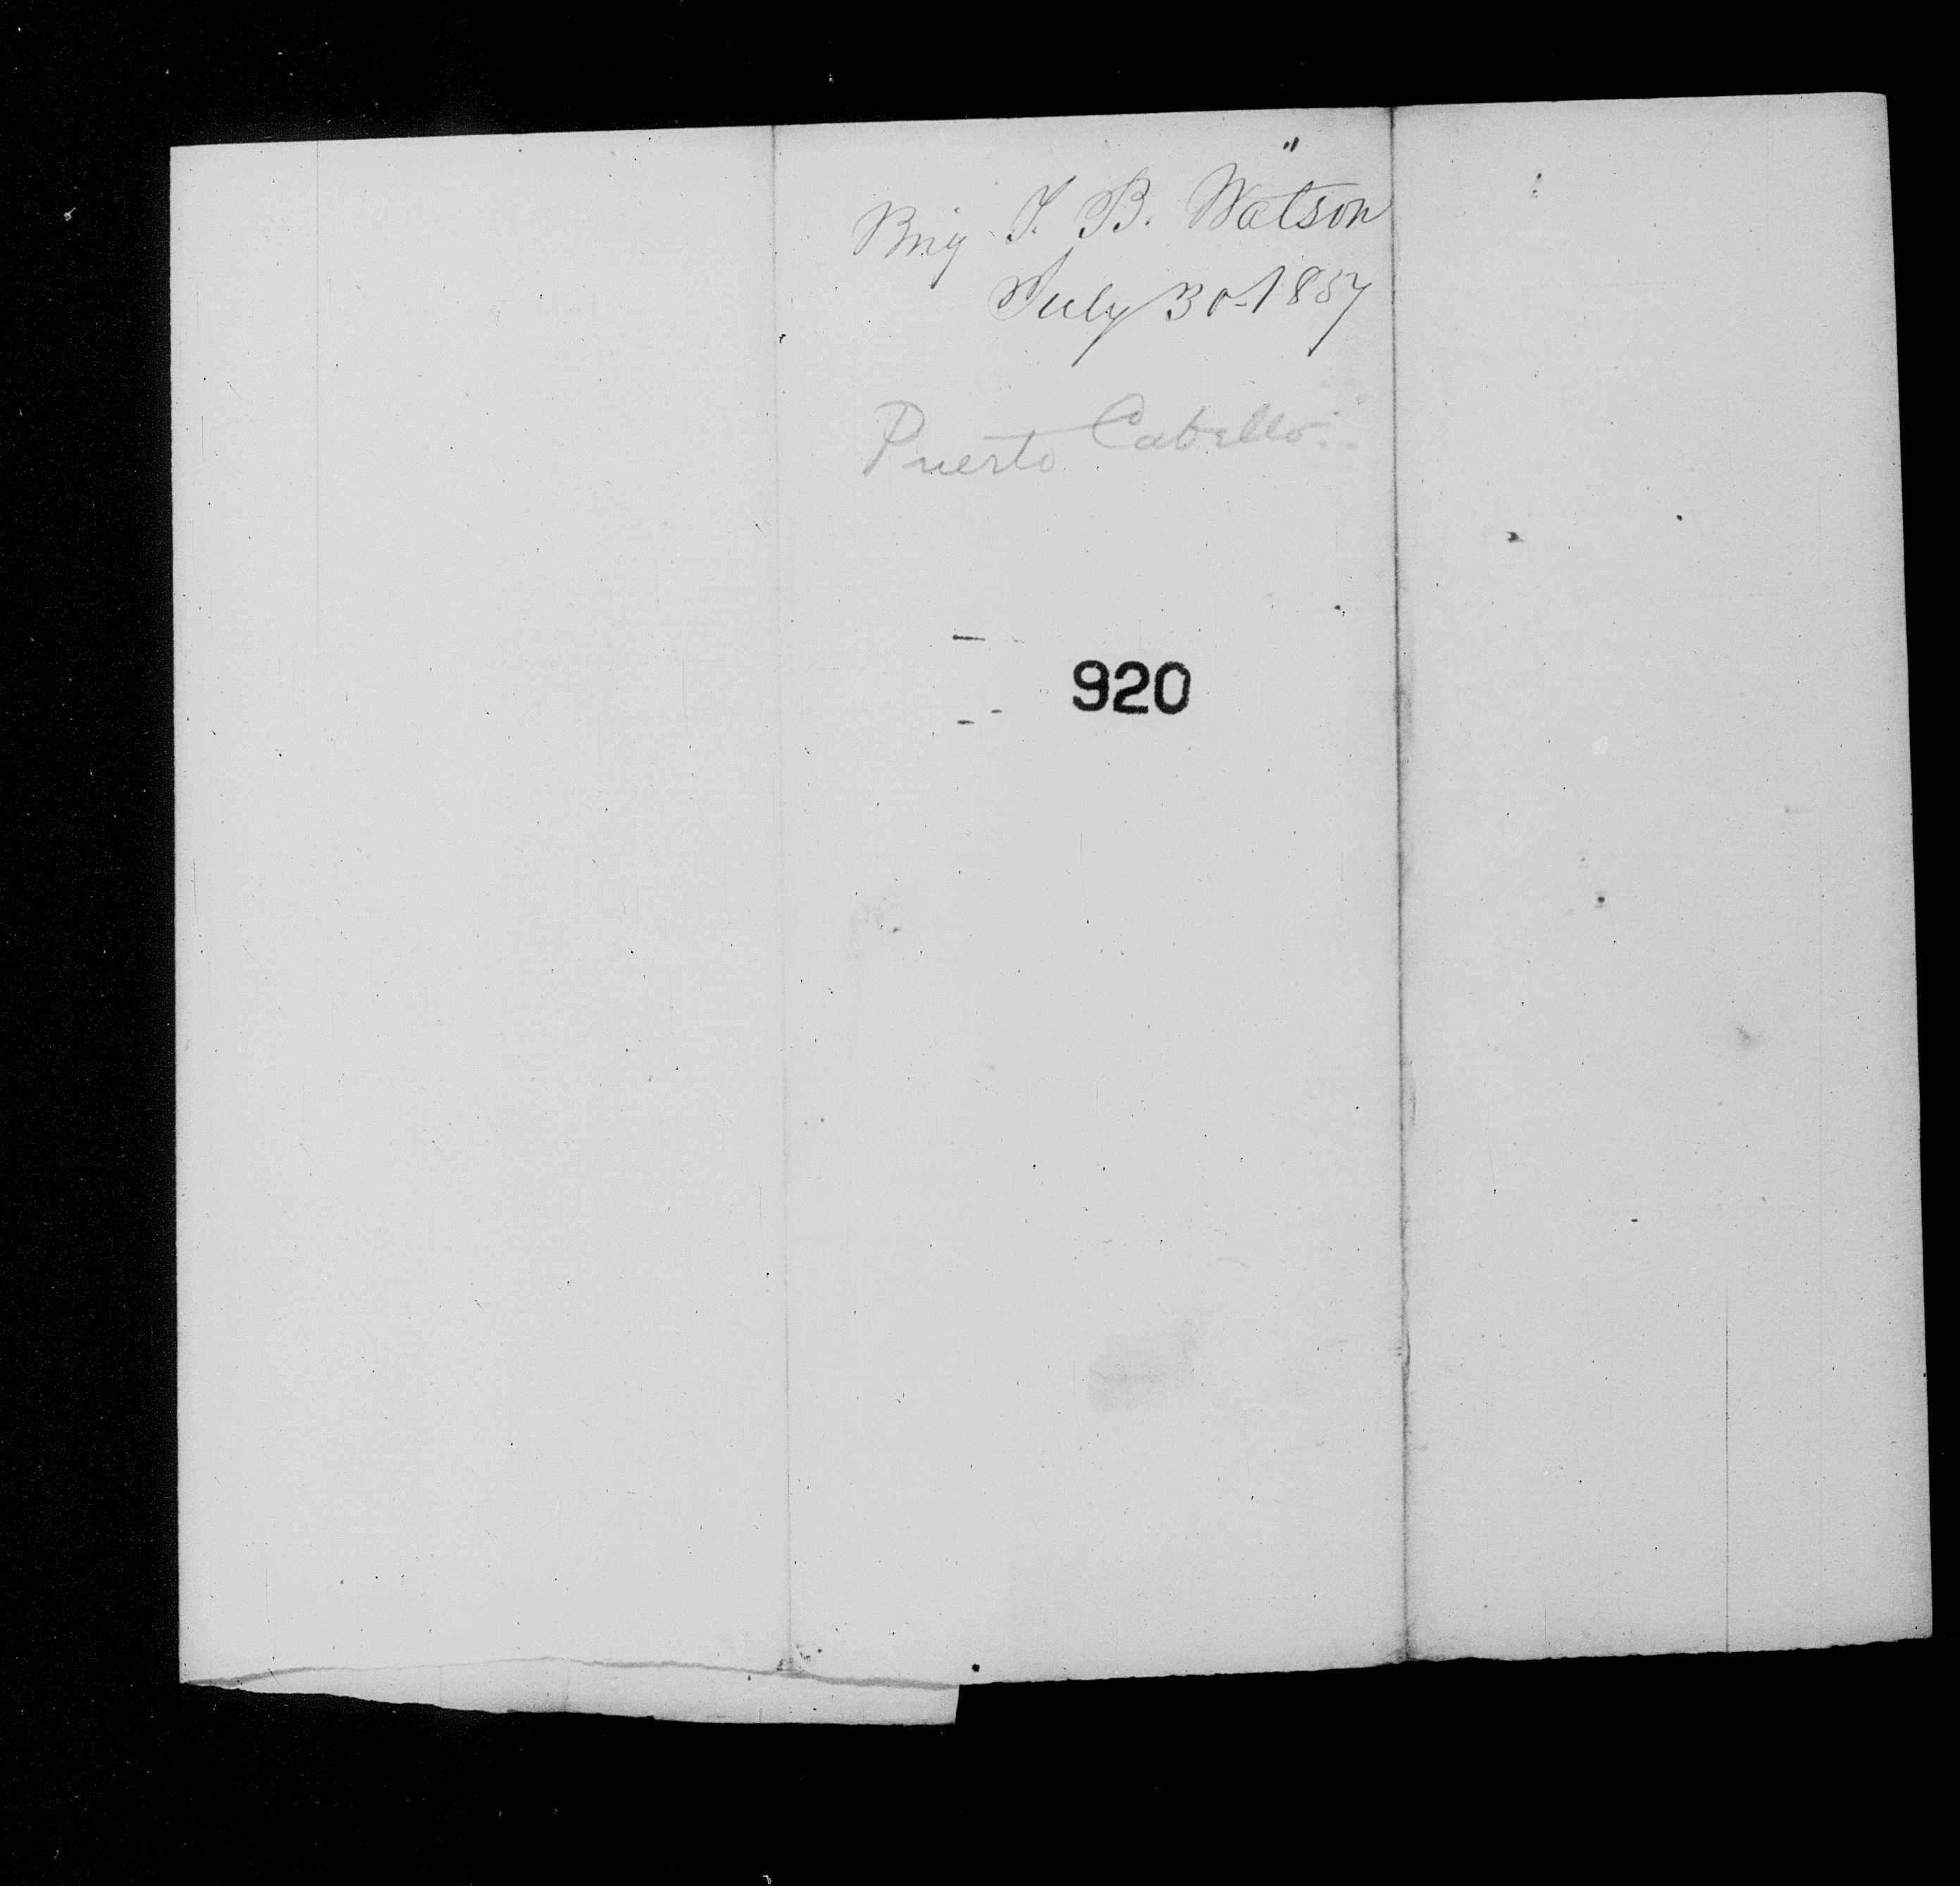 "
Brig J. B. Watson
July 30-1857
Puerto Cabello
920